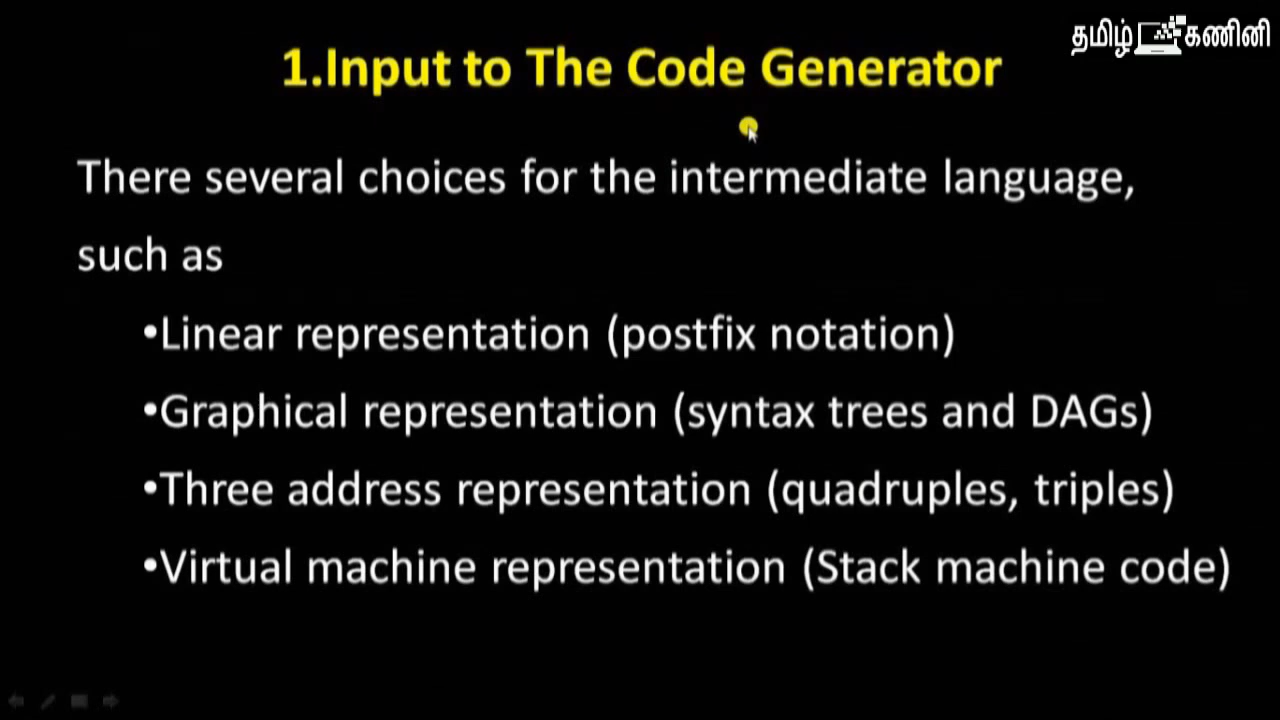 தமிழ் கணினி
1.Input to The Code Generator
There several choices for the intermediate language,
such as
•Linear representation (postfix notation)
•Graphical representation (syntax trees and DAGs)
•Three address representation (quadruples, triples)
•Virtual machine representation (Stack machine code)